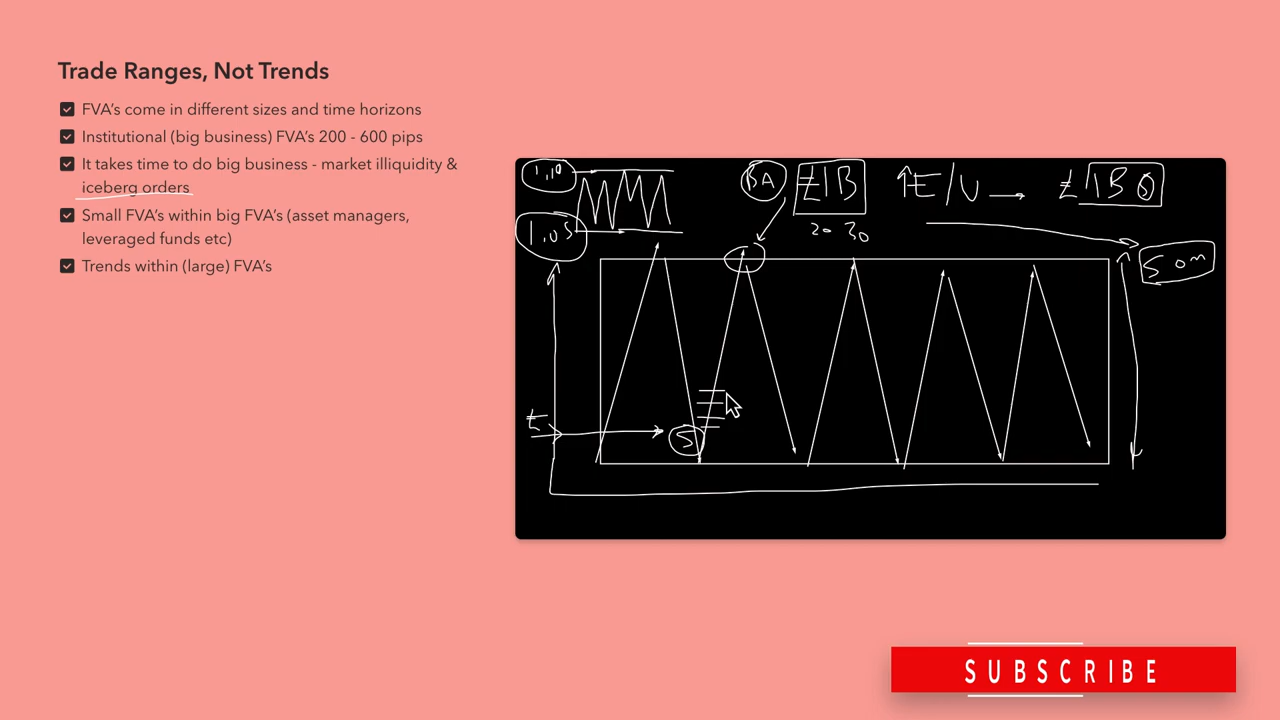 Trade Ranges, Not Trends
FVA's come in different sizes and time horizons
Institutional (big business) FVA's 200 - 600 pips
It takes time to do big business - market illiquidity &
iceberg orders
Small FVA's within big FVA's (asset managers,
leveraged funds etc)
Trends within (large) FVA's
1.10
BA
£1B
E/U
1.05
20 30
50m
£
S
SUBSCRIBE